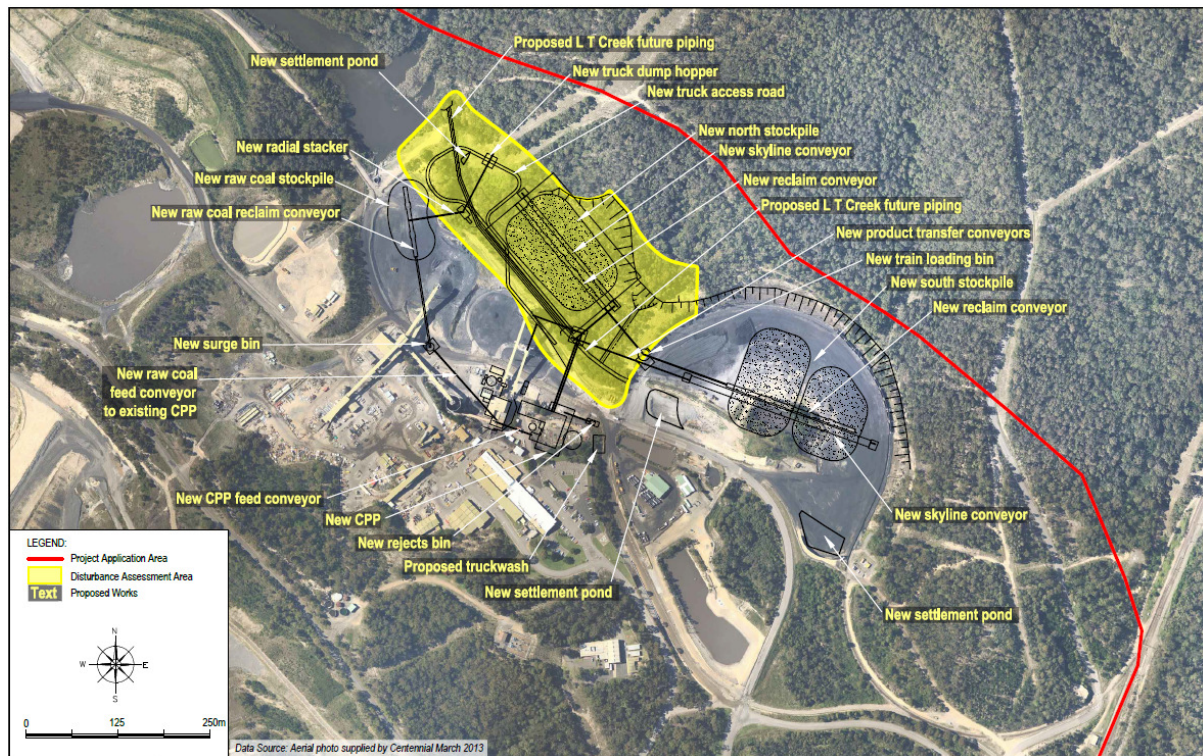 Proposed L T Creek future piping
New settlement pond
New truck dump hopper
New truck access road
New north stockpile
New radial stacker
New skyline conveyor
New raw coal stockpile
New reclaim conveyor
New raw coal reclaim conveyor
Proposed L T Creek future piping
New product transfer conveyors
New train loading bin
New south stockpile
New reclaim conveyor
New surge bin
New raw coal
feed conveyor
to existing CPP
New CPP feed conveyor
New CPP
New skyline conveyor
New rejects bin
Proposed truckwash
New settlement pond
New settlement pond
LEGEND:
Project Application Area
Disturbance Assessment Area
Text Proposed Works
N
W E
S
0 125 250m
Data Source: Aerial photo supplied by Centennial March 2013